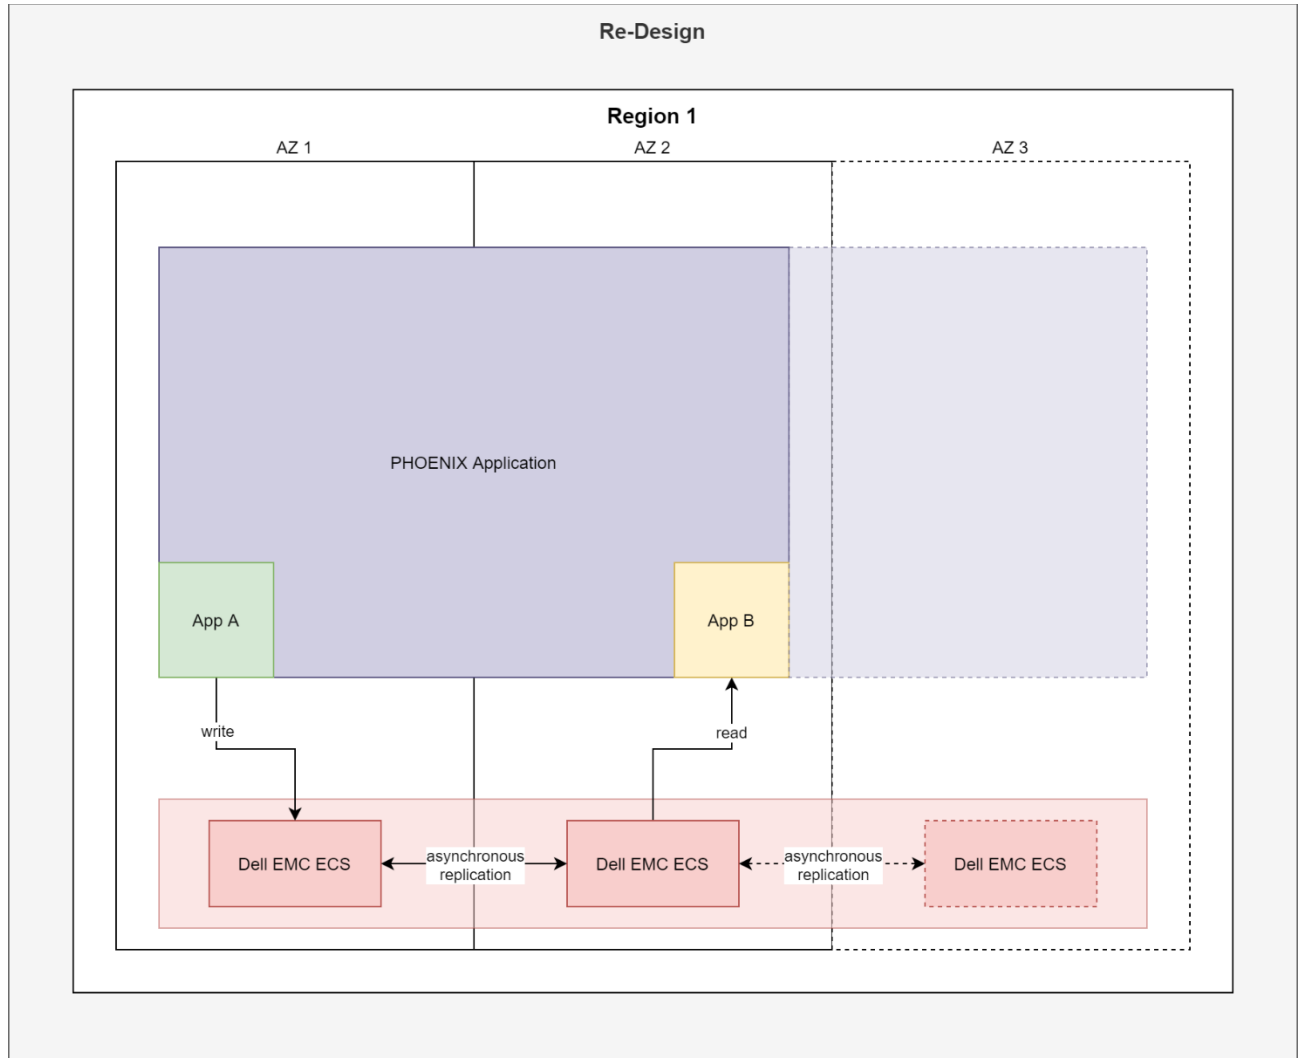 Re-Design
Region 1
AZ 1
AZ 2
AZ 3
PHOENIX Application
App A
App B
write
read
Dell EMC ECS
asynchronous
replication
Dell EMC ECS
asynchronous
replication
Dell EMC ECS